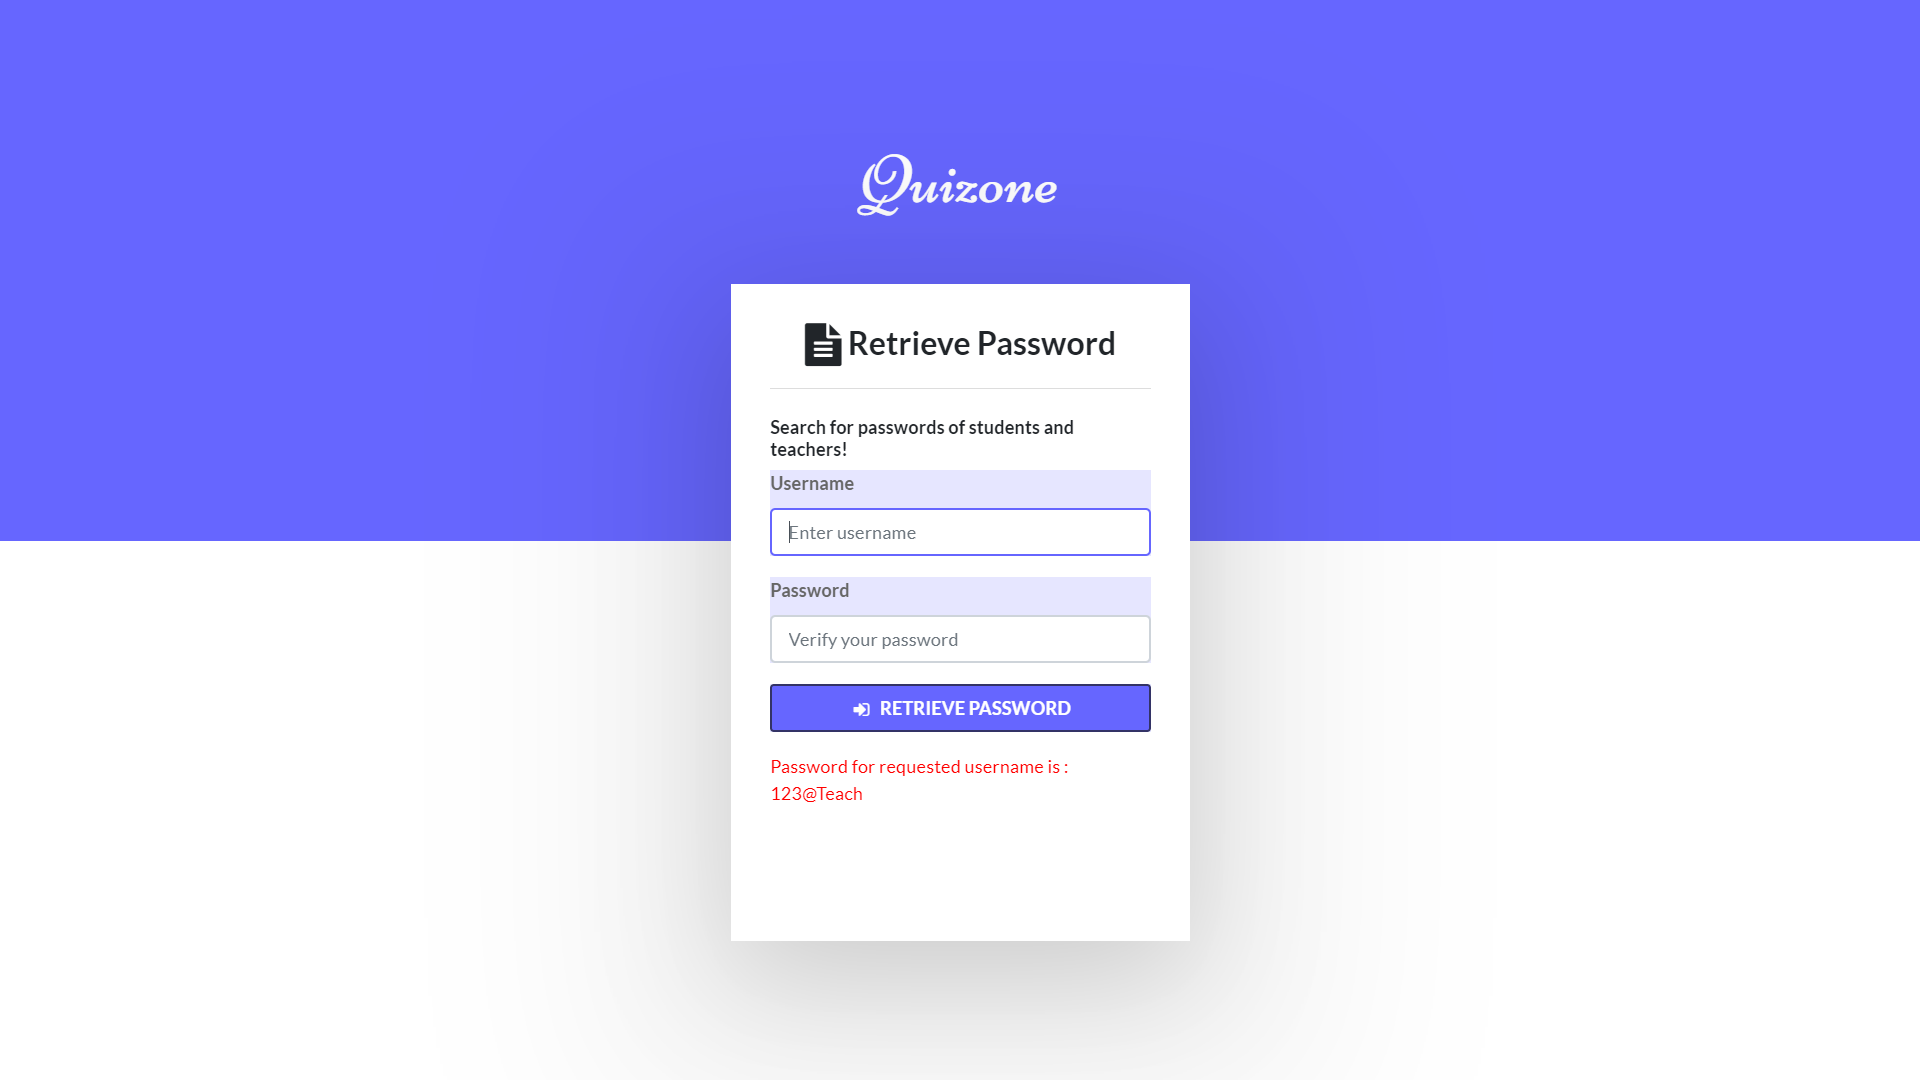 Quizone
Retrieve Password
Search for passwords of students and
teachers!
Username
Enter username
Password
Verify your password
RETRIEVE PASSWORD
Password for requested username is :
123@Teach